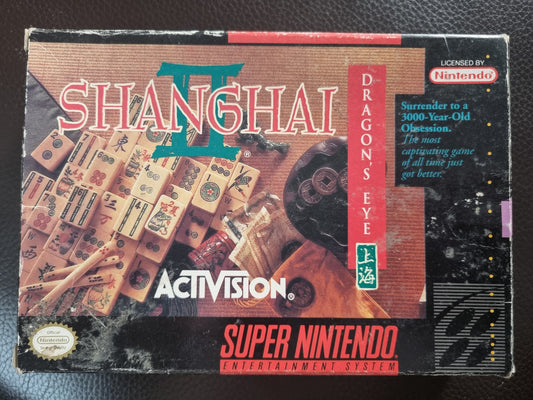 LICENSED BY
Nintendo®
II
SHANGHAI®
DRAGON'S EYE
上海
Surrender to a
3000-Year-Old
Obsession.
The most
captivating game
of all time just
got better.
ACTIVISION®
Official
Nintendo
SUPER NINTENDO
ENTERTAINMENT SYSTEM